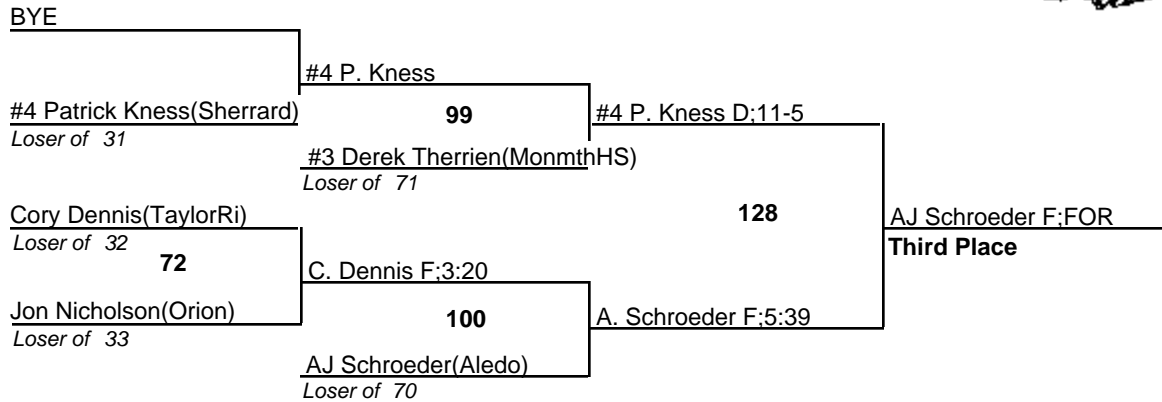 BYE
#4 P. Kness
#4 Patrick Kness(Sherrard)
Loser of 31
99
#4 P. Kness D;11-5
#3 Derek Therrien(MonmthHS)
Loser of 71
Cory Dennis(TaylorRi)
Loser of 32
72
128
AJ Schroeder F;FOR
Third Place
C. Dennis F;3:20
Jon Nicholson(Orion)
Loser of 33
100
A. Schroeder F;5:39
AJ Schroeder(Aledo)
Loser of 70